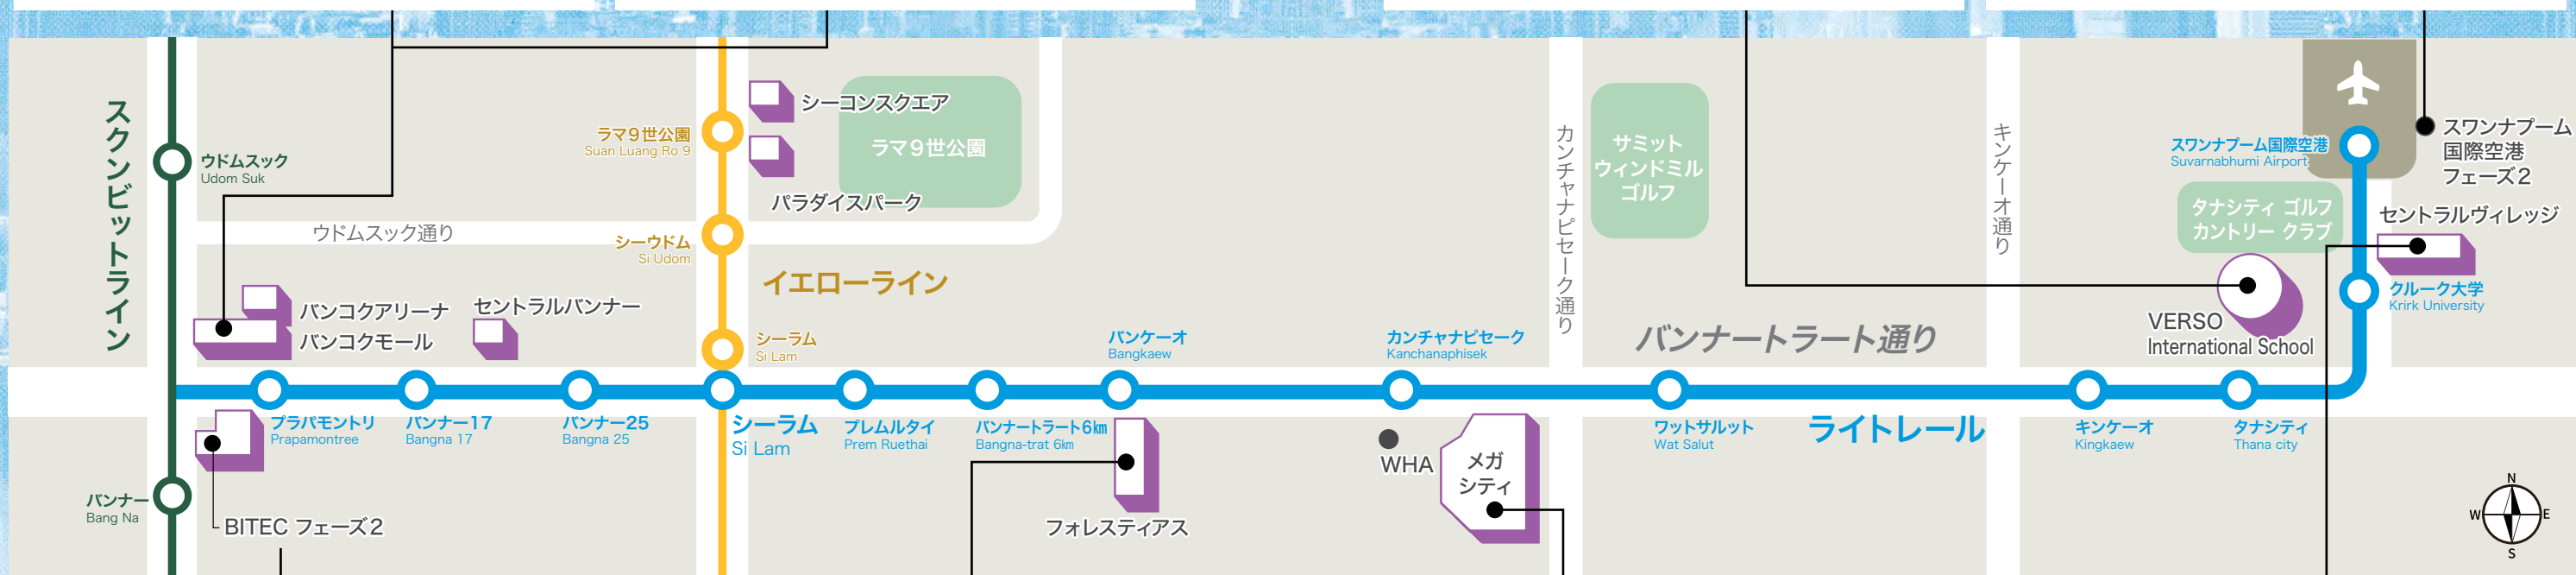 スクンビットライン
ウドムスック
Udom Suk
ウドムスック通り
バンコクアリーナ
バンコクモール
セントラルバンナー
シーコンスクエア
ラマ９世公園
Suan Luang Ro 9
ラマ９世公園
パラダイスパーク
シーウドム
Si Udom
イエローライン
シーラム
Si Lam
バンケーオ
Bangkaew
カンチャナピセーク
Kanchanaphisek
カンチャナピセーク通り
サミット
ウィンドミル
ゴルフ
バンナートラート通り
キンケーオ通り
スワンナプーム国際空港
Suvarnabhumi Airport
スワンナプーム
国際空港
フェーズ２
タナシティ ゴルフ
カントリー クラブ
セントラルヴィレッジ
クルーク大学
Krirk University
VERSO
International School
プラパモントリ
Prapamontree
バンナー17
Bangna 17
バンナー25
Bangna 25
シーラム
Si Lam
プレムルタイ
Prem Ruethai
バンナートラート6㎞
Bangna-trat 6㎞
WHA
メガ
シティ
ワットサルット
Wat Salut
ライトレール
キンケーオ
Kingkaew
タナシティ
Thana city
バンナー
Bang Na
BITEC フェーズ２
フォレスティアス
N
W
E
S